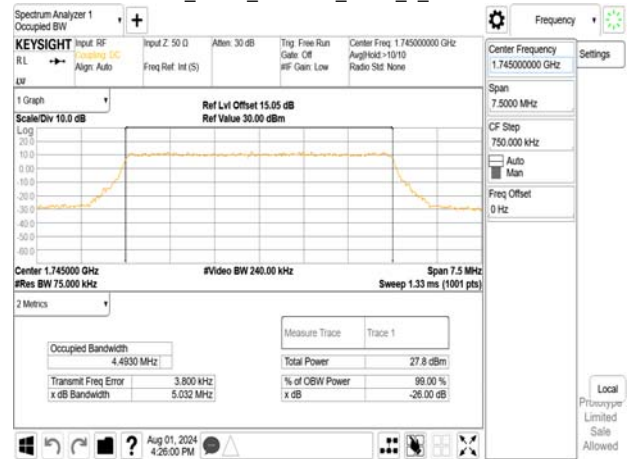 Spectrum Analyzer 1
Occupied BW
Frequency
KEYSIGHT
Input: RF
Coupling: DC
Align: Auto
RL
Input Z: 50 Ω
Freq Ref: Int (S)
Atten: 30 dB
Trig: Free Run
Gate: Off
#IF Gain: Low
Center Freq: 1.745000000 GHz
Avg|Hold:>10/10
Radio Std: None
Center Frequency
1.745000000 GHz
Settings
Span
7.5000 MHz
CF Step
750.000 kHz
Auto
Man
Freq Offset
0 Hz
1 Graph
Scale/Div 10.0 dB
Ref Lvl Offset 15.05 dB
Ref Value 30.00 dBm
Log
20.0
10.0
0.00
-10.0
-20.0
-30.0
-40.0
-50.0
-60.0
Center 1.745000 GHz
#Res BW 75.000 kHz
#Video BW 240.00 kHz
Span 7.5 MHz
Sweep 1.33 ms (1001 pts)
2 Metrics
Measure Trace Trace 1
Occupied Bandwidth
4.4930 MHz
Total Power 27.8 dBm
Transmit Freq Error 3.800 kHz
% of OBW Power 99.00 %
x dB Bandwidth 5.032 MHz
x dB -26.00 dB
Local
Prototype
Limited
Sale
Allowed
Aug 01, 2024
4:26:00 PM